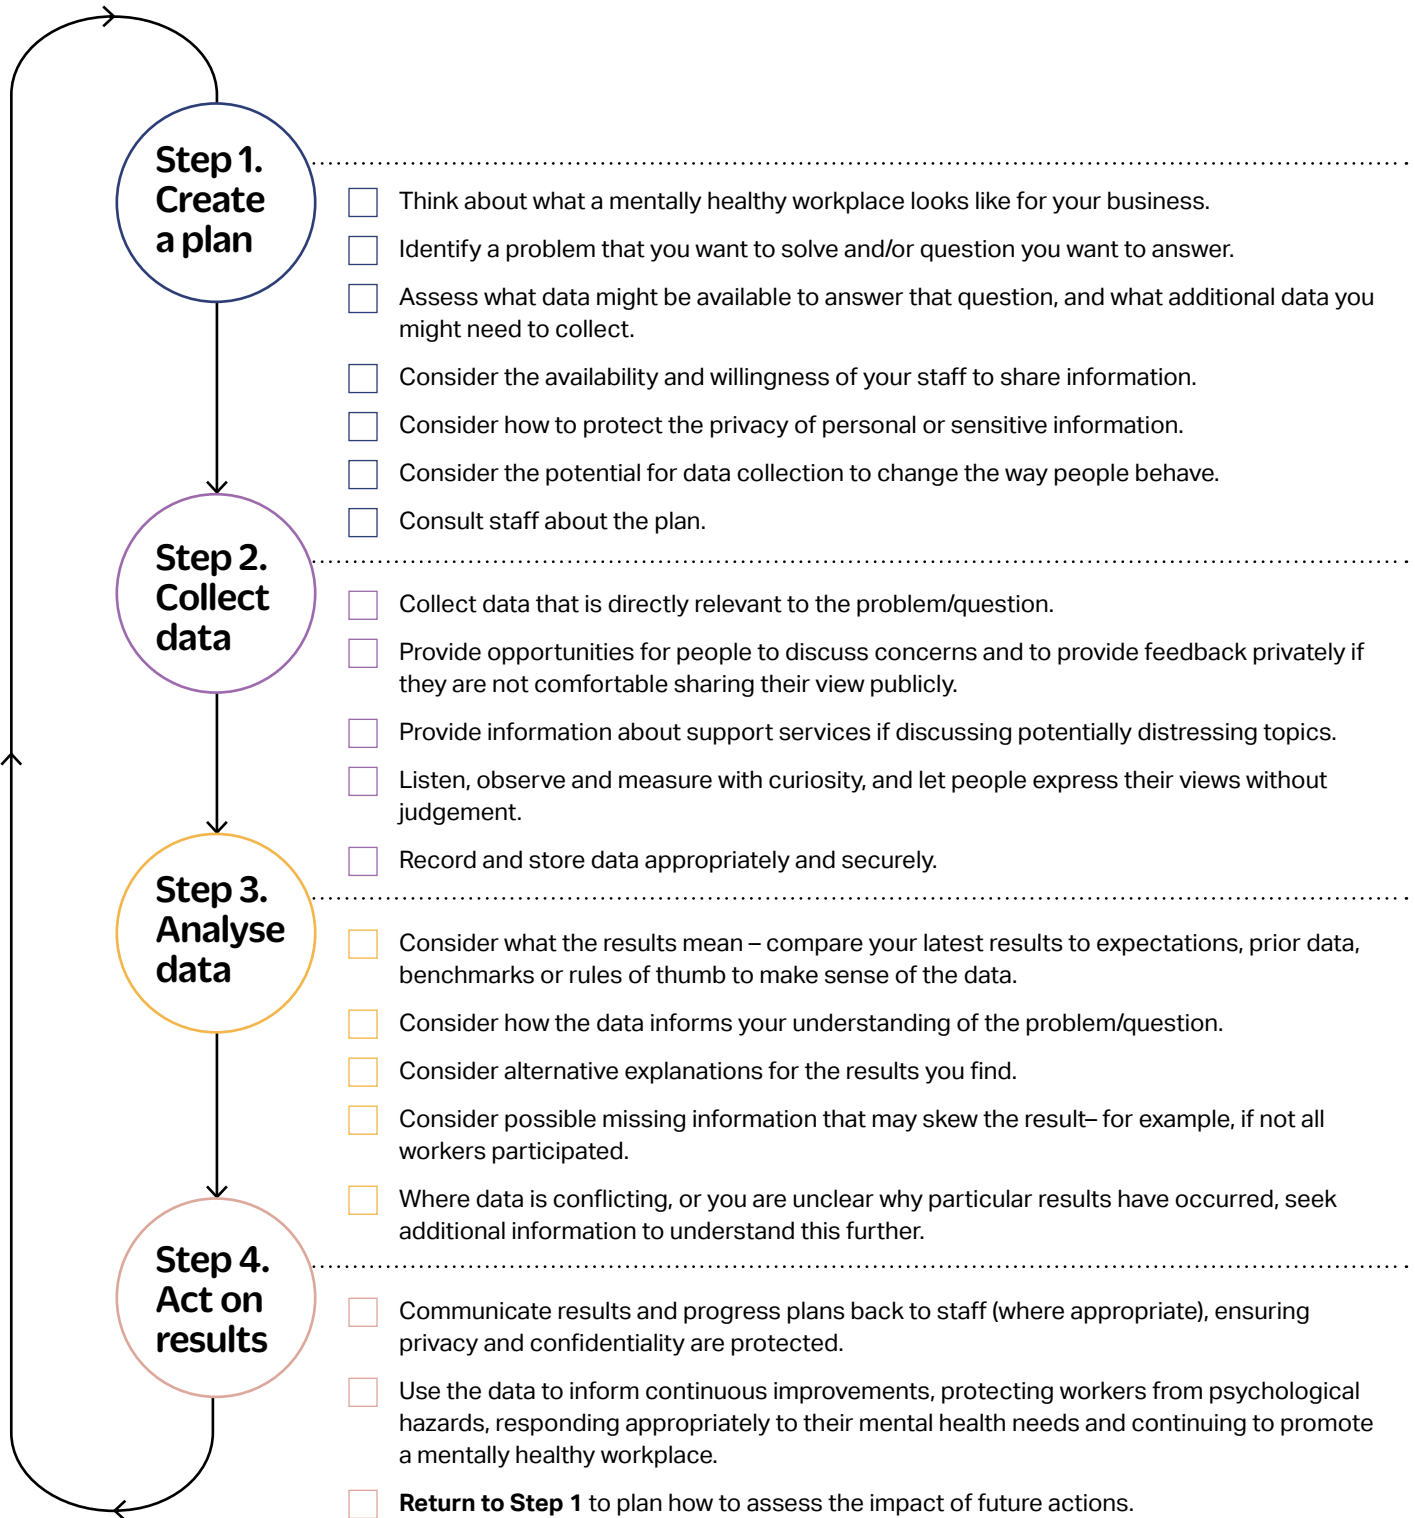 Step 1.
Create
a plan
Think about what a mentally healthy workplace looks like for your business.
Identify a problem that you want to solve and/or question you want to answer.
Assess what data might be available to answer that question, and what additional data you
might need to collect.
Consider the availability and willingness of your staff to share information.
Consider how to protect the privacy of personal or sensitive information.
Consider the potential for data collection to change the way people behave.
Consult staff about the plan.
Step 2.
Collect
data
Collect data that is directly relevant to the problem/question.
Provide opportunities for people to discuss concerns and to provide feedback privately if
they are not comfortable sharing their view publicly.
Provide information about support services if discussing potentially distressing topics.
Listen, observe and measure with curiosity, and let people express their views without
judgement.
Record and store data appropriately and securely.
Step 3.
Analyse
data
Consider what the results mean – compare your latest results to expectations, prior data,
benchmarks or rules of thumb to make sense of the data.
Consider how the data informs your understanding of the problem/question.
Consider alternative explanations for the results you find.
Consider possible missing information that may skew the result– for example, if not all
workers participated.
Where data is conflicting, or you are unclear why particular results have occurred, seek
additional information to understand this further.
Step 4.
Act on
results
Communicate results and progress plans back to staff (where appropriate), ensuring
privacy and confidentiality are protected.
Use the data to inform continuous improvements, protecting workers from psychological
hazards, responding appropriately to their mental health needs and continuing to promote
a mentally healthy workplace.
Return to Step 1 to plan how to assess the impact of future actions.